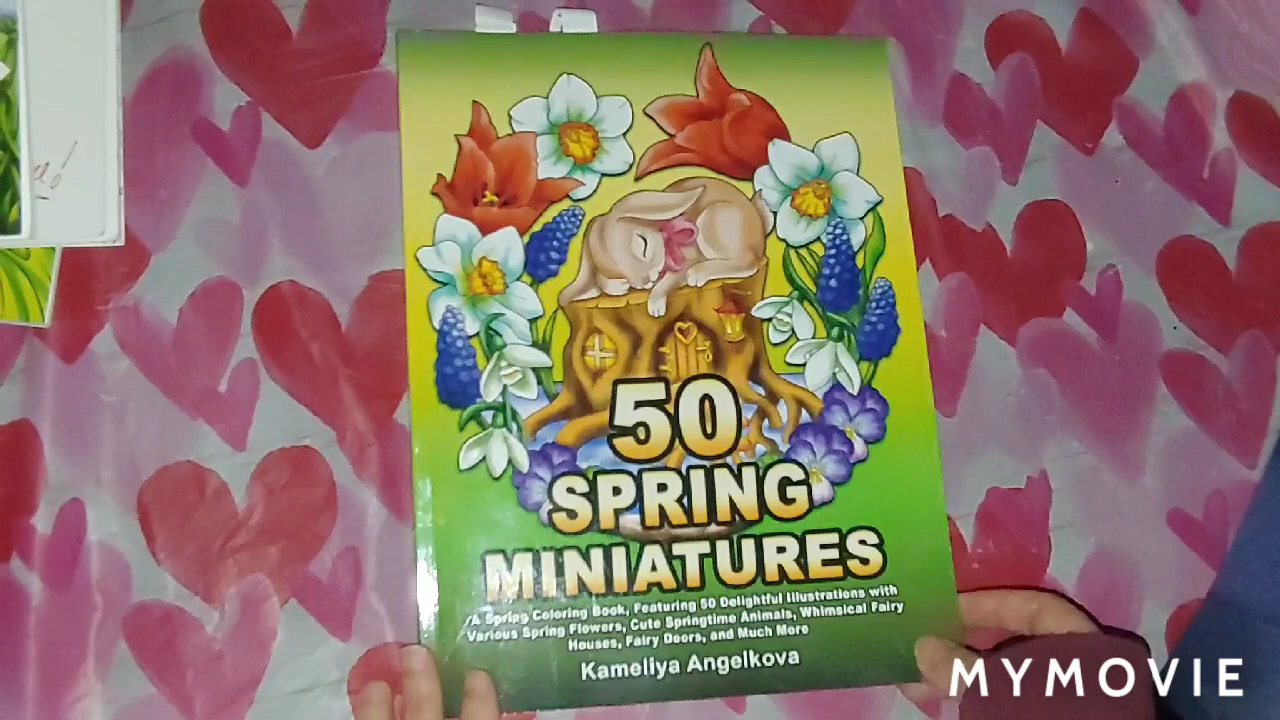 50
SPRING
MINIATURES
A Spring Coloring Book, Featuring 50 Delightful Illustrations with
Various Spring Flowers, Cute Springtime Animals, Whimsical Fairy
Houses, Fairy Doors, and Much More
Kameliya Angelkova
MYMOVIE